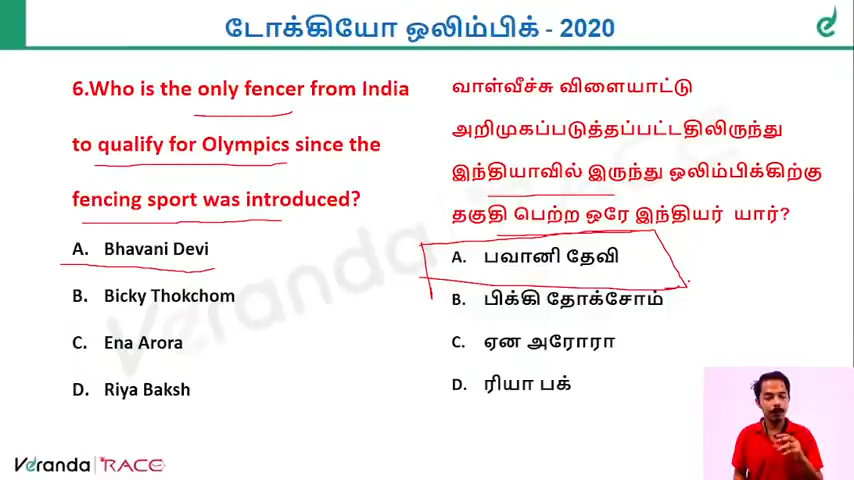 டோக்கியோ ஒலிம்பிக் - 2020
6.Who is the only fencer from India
to qualify for Olympics since the
fencing sport was introduced?
A. Bhavani Devi
B. Bicky Thokchom
C. Ena Arora
D. Riya Baksh
வாள்வீச்சு விளையாட்டு
அறிமுகப்படுத்தப்பட்டதிலிருந்து
இந்தியாவில் இருந்து ஒலிம்பிக்கிற்கு
தகுதி பெற்ற ஒரே இந்தியர் யார்?
A. பவானி தேவி
B. பிக்கி தோக்சோம்
C. ஏன அரோரா
D. ரியா பக்
Veranda RACE
Veranda RACE